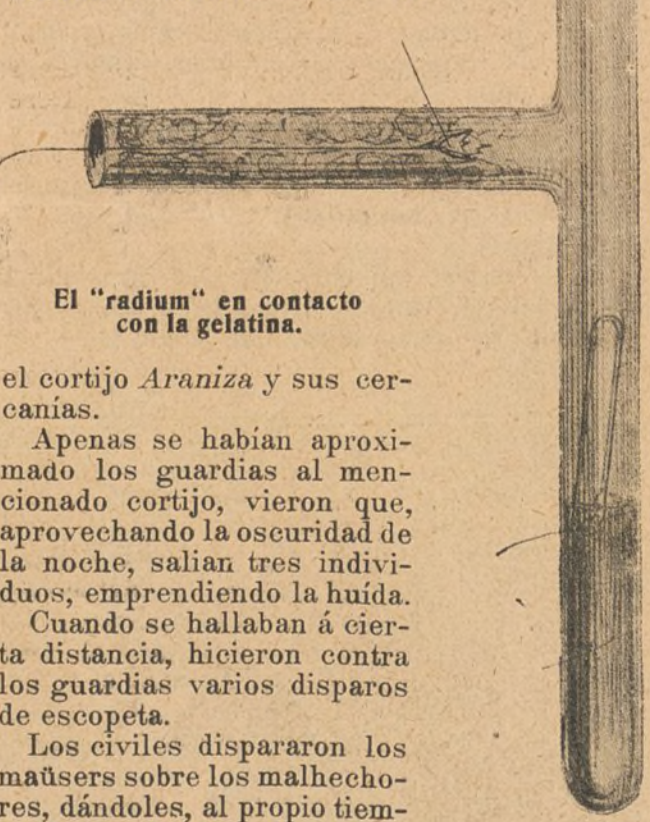 El "radium" en contacto
con la gelatina.
el cortijo Araniza y sus cer-
canías.
Apenas se habían aproxi-
mado los guardias al men-
cionado cortijo, vieron que,
aprovechando la oscuridad de
la noche, salian tres indivi-
duos, emprendiendo la huída.
Cuando se hallaban á cier-
ta distancia, hicieron contra
los guardias varios disparos
de escopeta.
Los civiles dispararon los
maüsers sobre los malhecho-
res, dándoles, al propio tiem-